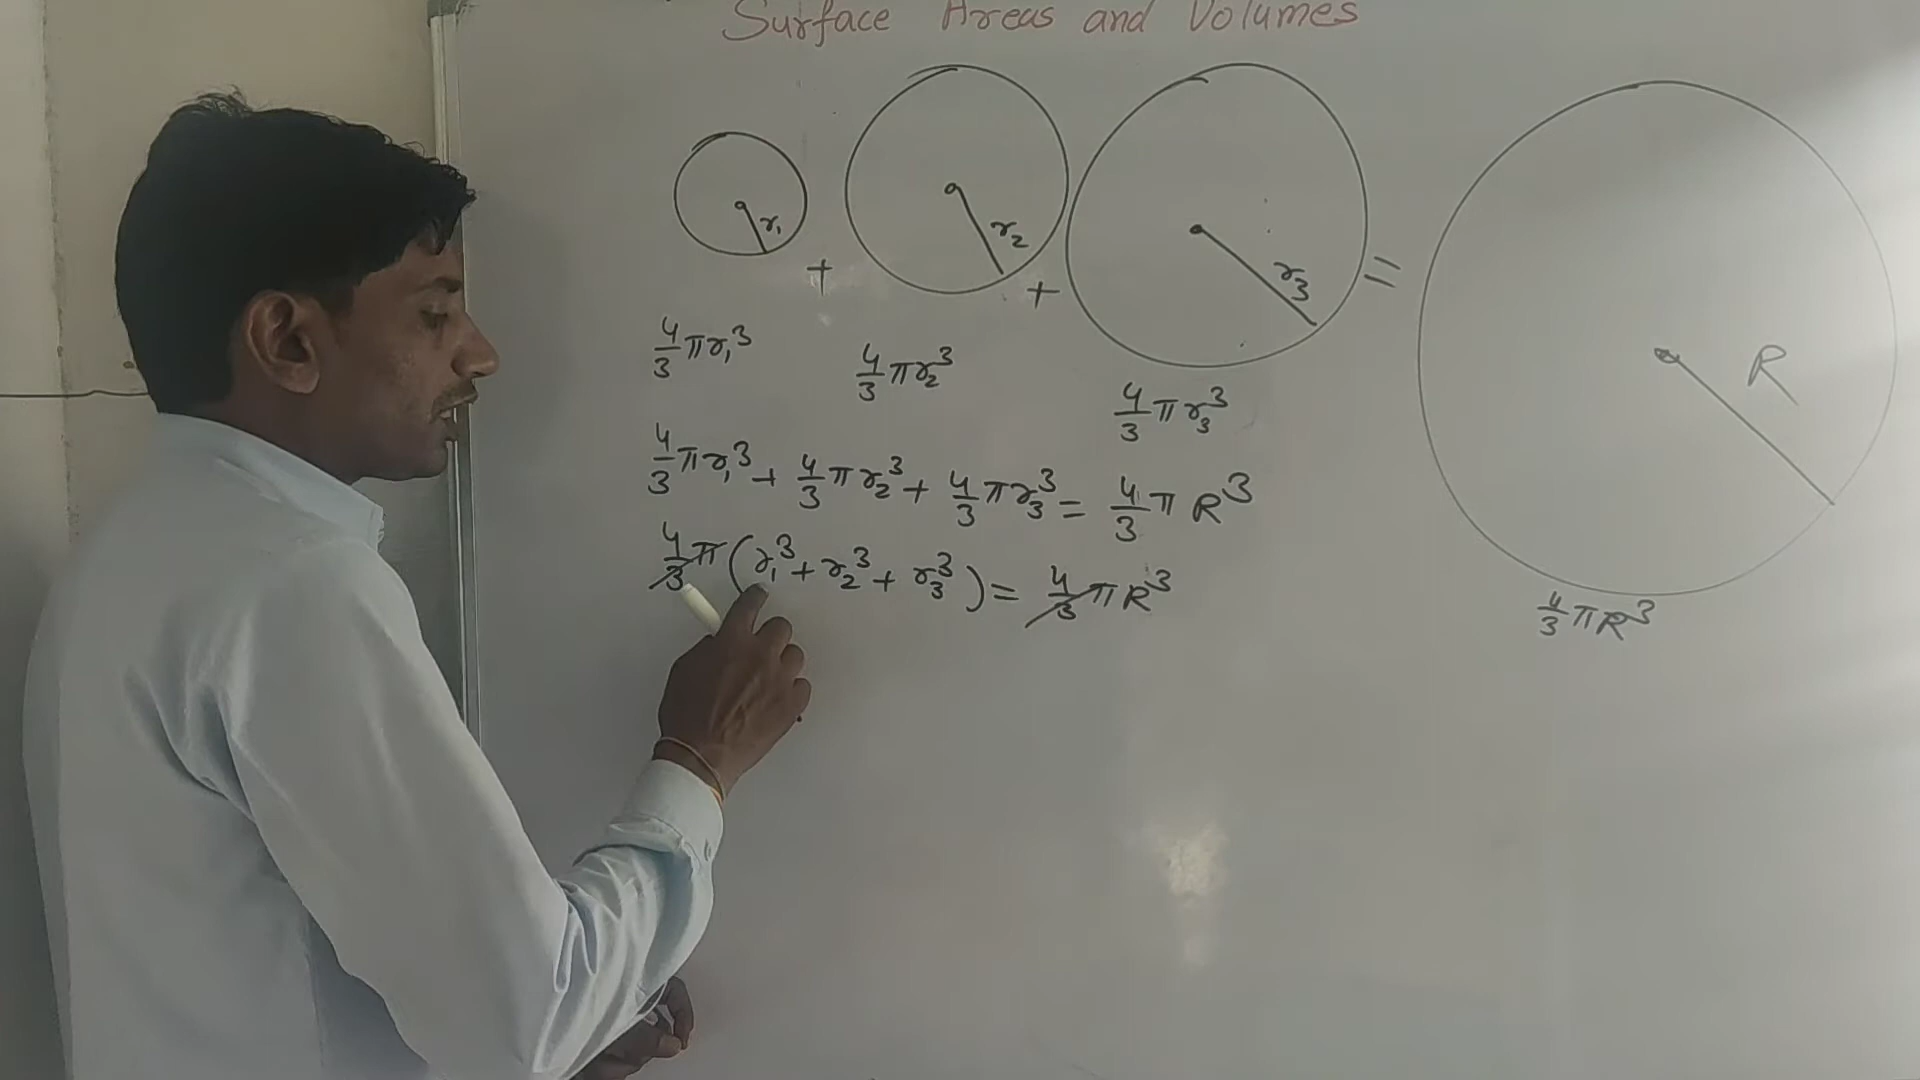 Surface Areas and Volumes
r₁
r₂
r₃
R
+
+
=
4/3 πr₁³
4/3 πr₂³
4/3 πr₃³
4/3 πr₁³ + 4/3 πr₂³ + 4/3 πr₃³ = 4/3 πR³
4/3 π(r₁³ + r₂³ + r₃³) = 4/3 πR³
4/3 πR³